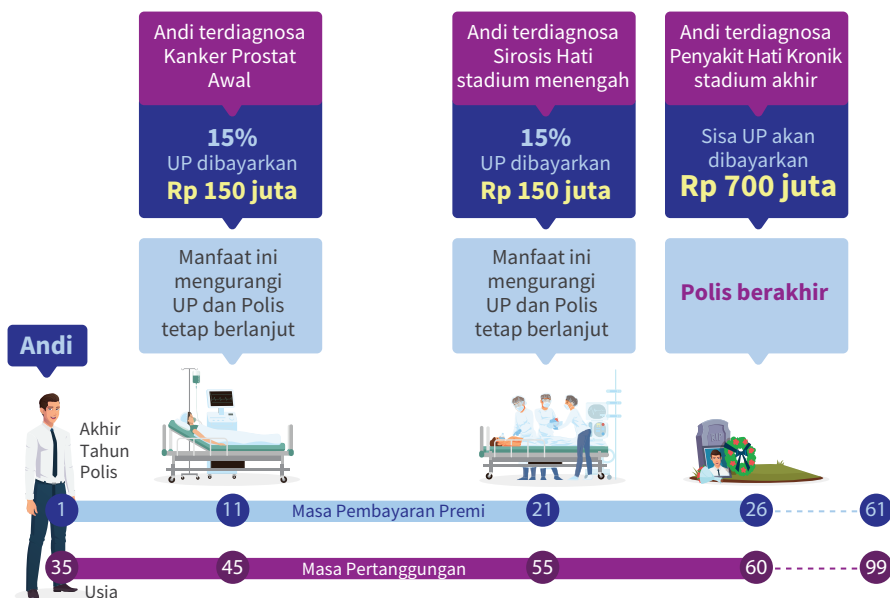 Andi terdiagnosa
Kanker Prostat
Awal
15%
UP dibayarkan
Rp 150 juta
Manfaat ini
mengurangi
UP dan Polis
tetap berlanjut
Andi terdiagnosa
Sirosis Hati
stadium menengah
15%
UP dibayarkan
Rp 150 juta
Manfaat ini
mengurangi
UP dan Polis
tetap berlanjut
Andi terdiagnosa
Penyakit Hati Kronik
stadium akhir
Sisa UP akan
dibayarkan
Rp 700 juta
Polis berakhir
Andi
Akhir
Tahun
Polis
1 11 Masa Pembayaran Premi 21 26 61
35 45 Masa Pertanggungan 55 60 99
Usia